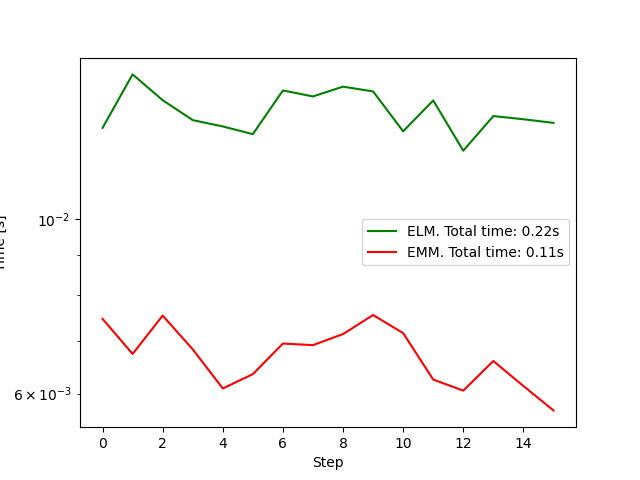 Time [s]
10⁻²
6 × 10⁻³
ELM. Total time: 0.22s
EMM. Total time: 0.11s
0 2 4 6 8 10 12 14
Step